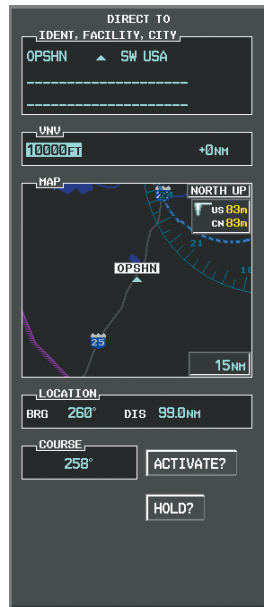 DIRECT TO
IDENT, FACILITY, CITY
OPSHN SW USA
VNV
10000FT +0NM
MAP
NORTH UP
US 83m
CN 83m
21
OPSHN
25
15NM
LOCATION
BRG 260° DIS 99.0NM
COURSE
258° ACTIVATE?
HOLD?